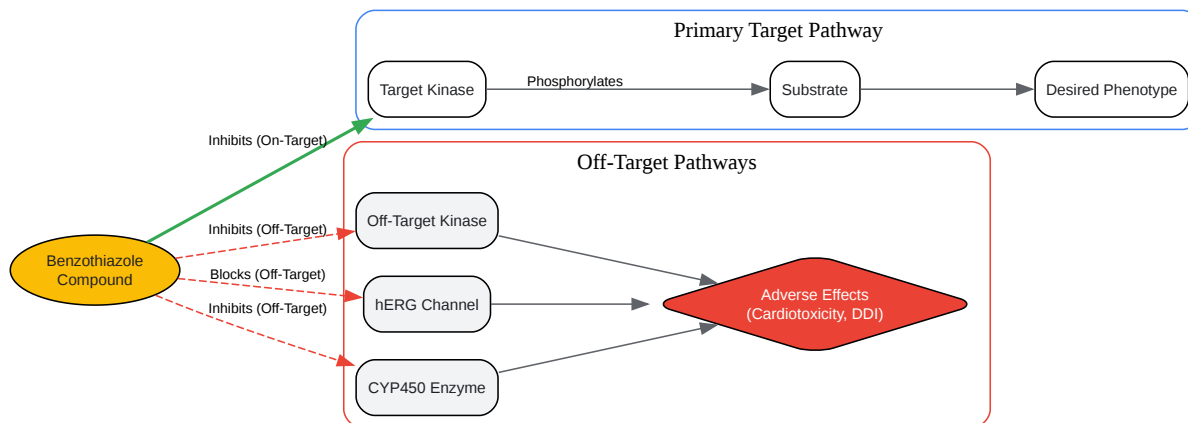 Primary Target Pathway
Target Kinase
Phosphorylates
Substrate
Desired Phenotype
Inhibits (On-Target)
Off-Target Pathways
Off-Target Kinase
Inhibits (Off-Target)
Benzothiazole
Compound
Blocks (Off-Target)
hERG Channel
Adverse Effects
(Cardiotoxicity, DDI)
Inhibits (Off-Target)
CYP450 Enzyme